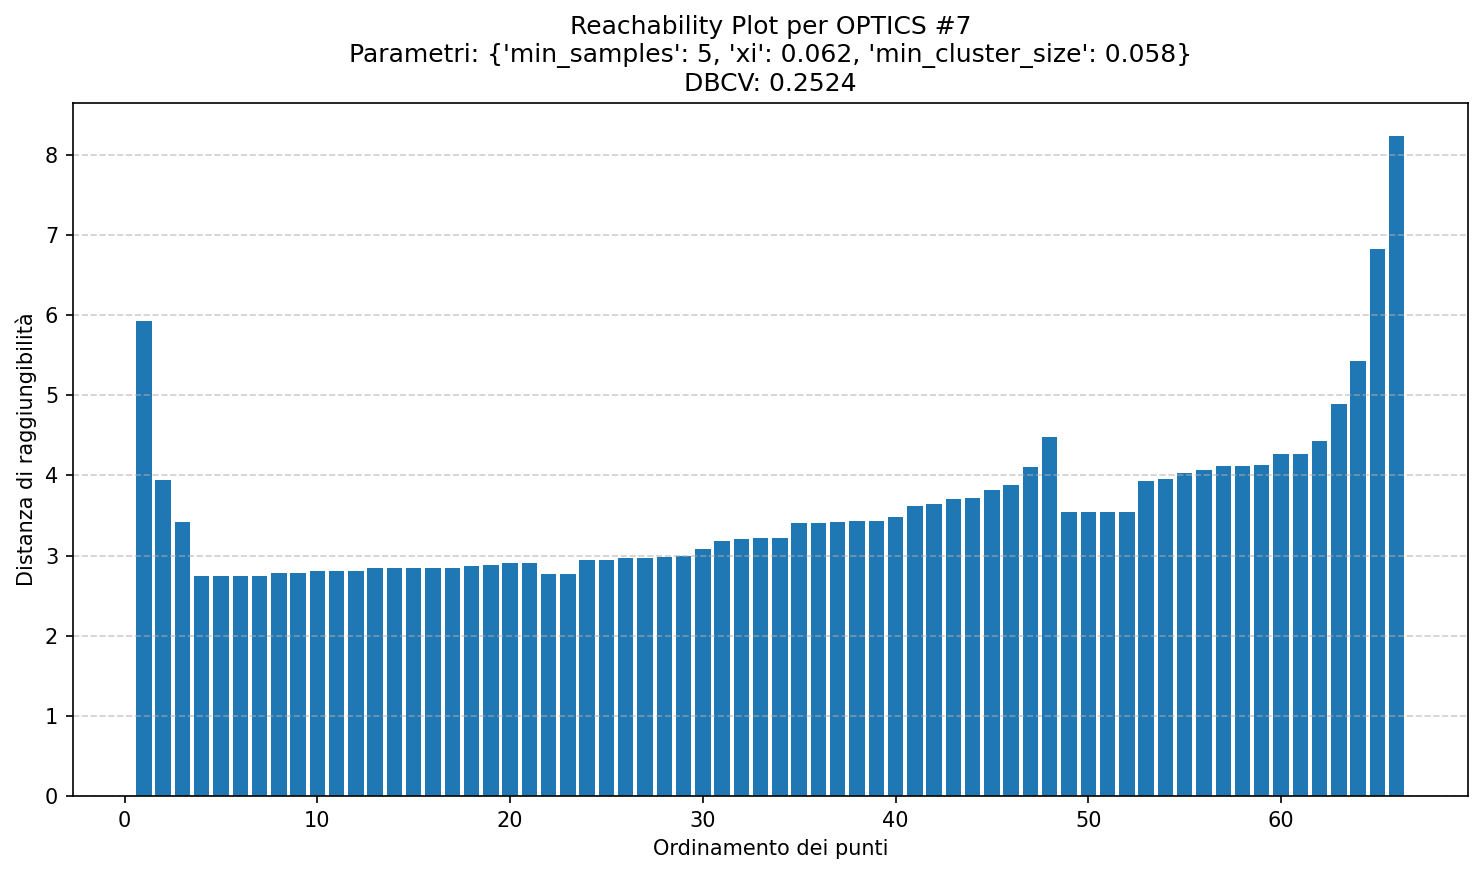 Reachability Plot per OPTICS #7
Parametri: {'min_samples': 5, 'xi': 0.062, 'min_cluster_size': 0.058}
DBCV: 0.2524
8
7
6
5
4
3
2
1
0
Distanza di raggiungibilità
0 10 20 30 40 50 60
Ordinamento dei punti